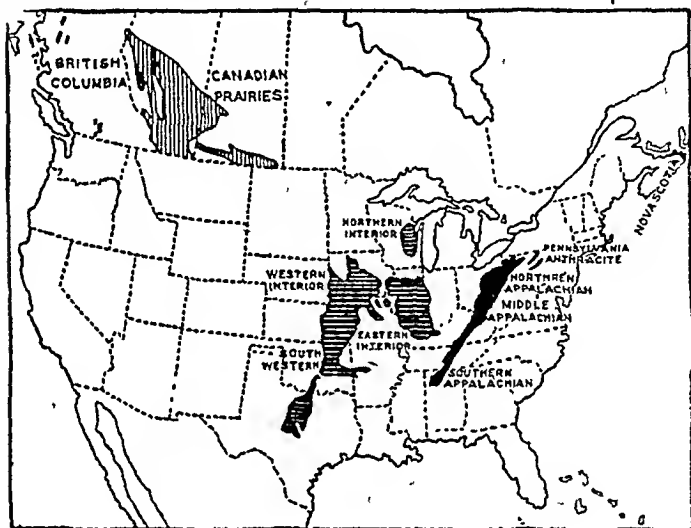 BRITISH
COLUMBIA
CANADIAN
PRAIRIES
NOVA SCOTIA
NORTHERN
INTERIOR
PENNSYLVANIA
ANTHRACITE
WESTERN
INTERIOR
NORTHREN
APPALACHIAN
MIDDLE
APPALACHIAN
EASTERN
INTERIOR
SOUTH
WESTERN
SOUTHERN
APPALACHIAN